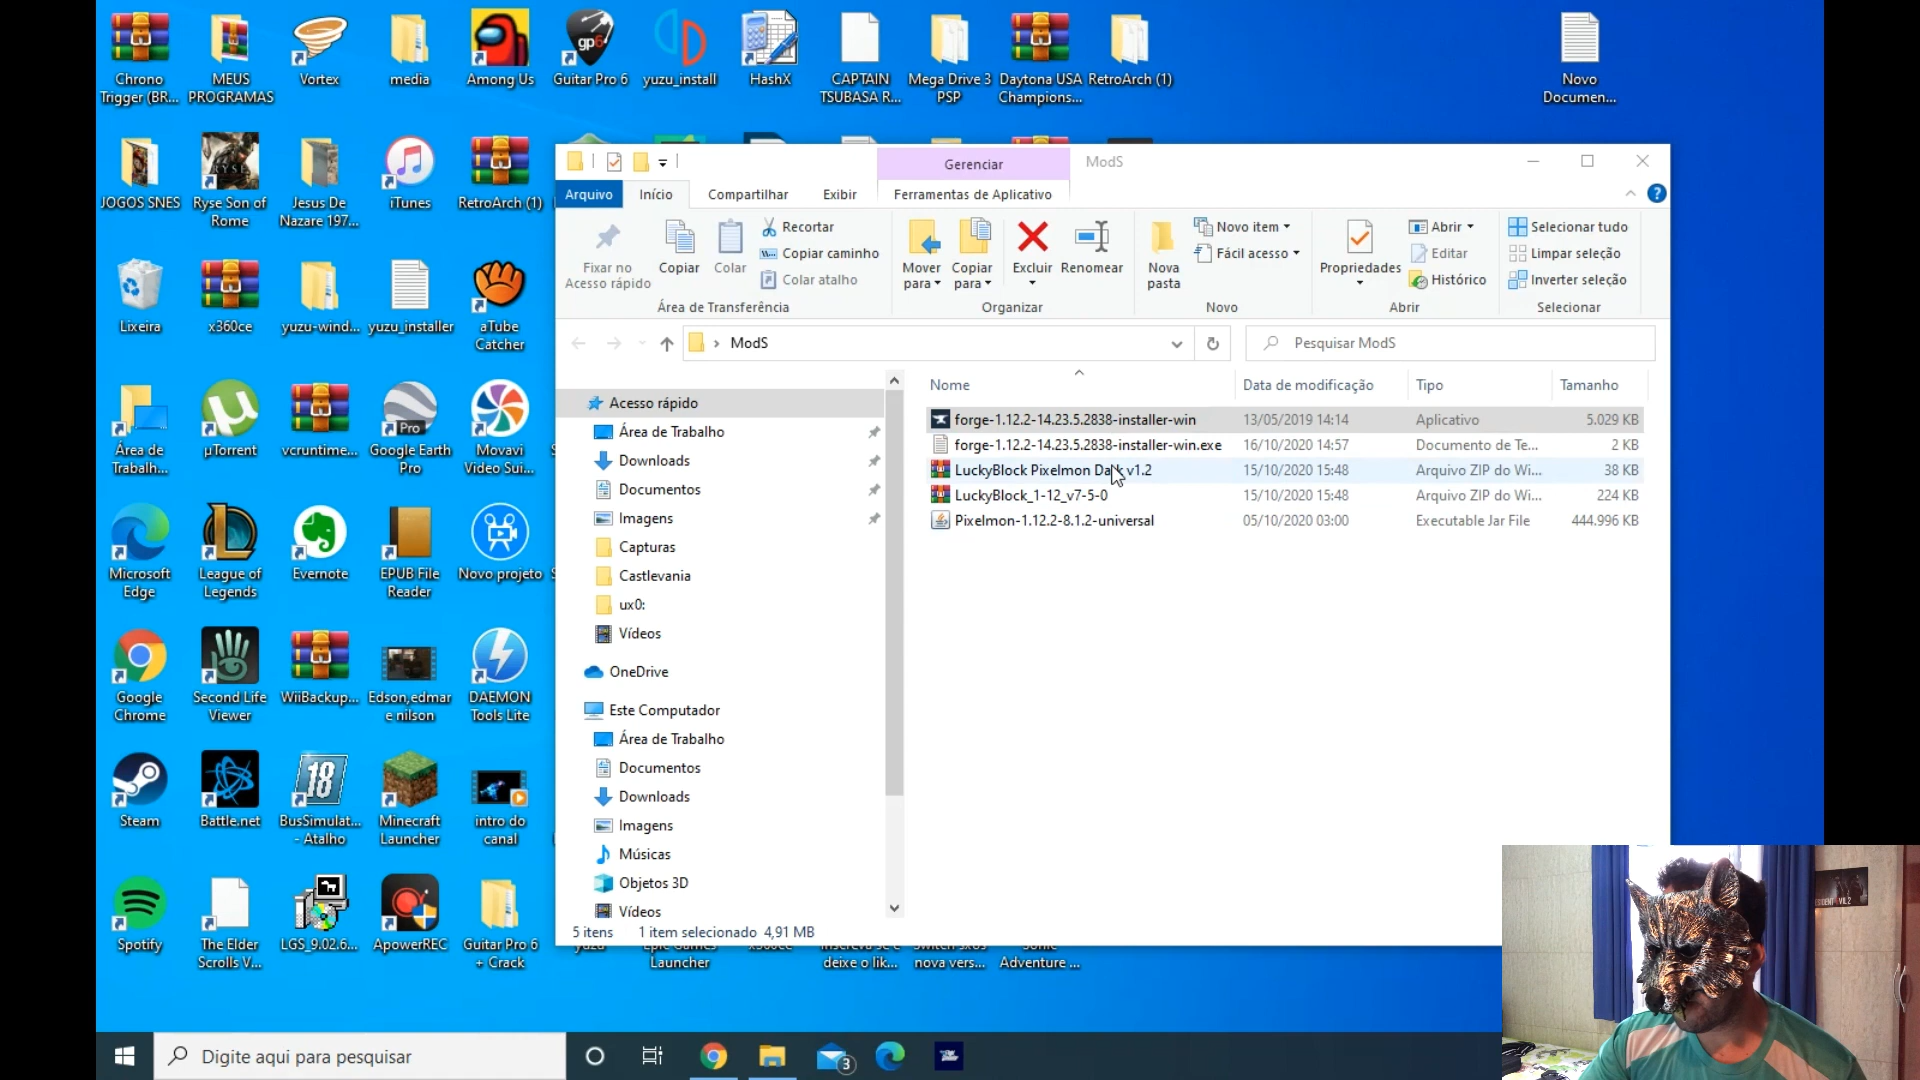 Chrono
Trigger (BR...
MEUS
PROGRAMAS
Vortex
media
Among Us
Guitar Pro 6
yuzu_install
HashX
CAPTAIN
TSUBASA R...
Mega Drive 3
PSP
Daytona USA
Champions...
RetroArch (1)
Novo
Documen...
JOGOS SNES
Ryse Son of
Rome
Jesus De
Nazare 197...
iTunes
RetroArch (1)
Lixeira
x360ce
yuzu-wind...
yuzu_installer
aTube
Catcher
Área de
Trabalh...
µTorrent
vcruntime...
Pro
Google Earth
Pro
Movavi
Video Sui...
Microsoft
Edge
League of
Legends
Evernote
EPUB File
Reader
Novo projeto
Google
Chrome
Second Life
Viewer
WiiBackup...
Edson,edmar
e nilson
DAEMON
Tools Lite
Steam
Battle.net
BusSimulat...
- Atalho
Minecraft
Launcher
intro do
canal
Spotify
The Elder
Scrolls V...
LGS_9.02.6...
ApowerREC
Guitar Pro 6
+ Crack
Gerenciar
ModS
Arquivo
Início
Compartilhar
Exibir
Ferramentas de Aplicativo
Fixar no
Acesso rápido
Copiar
Colar
Recortar
Copiar caminho
Colar atalho
Área de Transferência
Mover
para
Copiar
para
Excluir
Renomear
Organizar
Nova
pasta
Novo item
Fácil acesso
Novo
Propriedades
Abrir
Editar
Histórico
Abrir
Selecionar tudo
Limpar seleção
Inverter seleção
Selecionar
ModS
Pesquisar ModS
Acesso rápido
Área de Trabalho
Downloads
Documentos
Imagens
Capturas
Castlevania
ux0:
Vídeos
OneDrive
Este Computador
Área de Trabalho
Documentos
Downloads
Imagens
Músicas
Objetos 3D
Vídeos
Nome Data de modificação Tipo Tamanho
forge-1.12.2-14.23.5.2838-installer-win 13/05/2019 14:14 Aplicativo 5.029 KB
forge-1.12.2-14.23.5.2838-installer-win.exe 16/10/2020 14:57 Documento de Te... 2 KB
LuckyBlock Pixelmon Dark v1.2 15/10/2020 15:48 Arquivo ZIP do Wi... 38 KB
LuckyBlock_1-12_v7-5-0 15/10/2020 15:48 Arquivo ZIP do Wi... 224 KB
Pixelmon-1.12.2-8.1.2-universal 05/10/2020 03:00 Executable Jar File 444.996 KB
5 itens 1 item selecionado 4,91 MB
Launcher
deixe o lik...
nova vers...
Adventure ...
Digite aqui para pesquisar
3